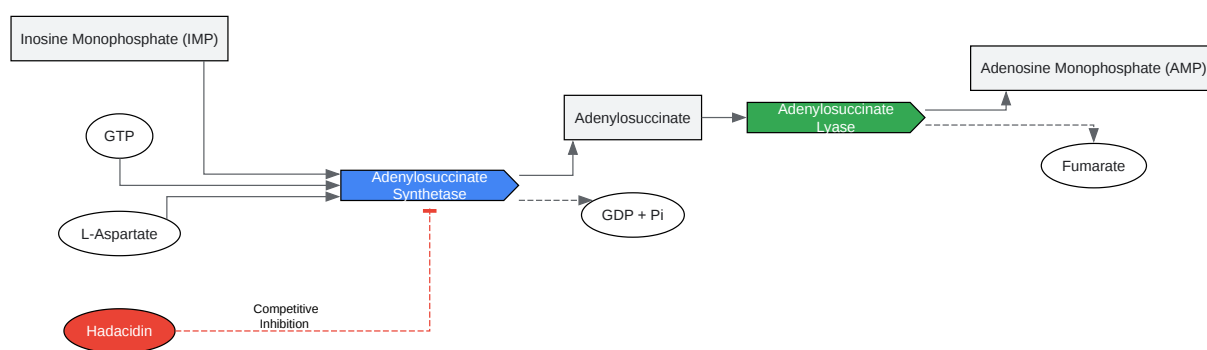 Inosine Monophosphate (IMP)
Adenosine Monophosphate (AMP)
GTP
Adenylosuccinate
Adenylosuccinate
Lyase
Fumarate
Adenylosuccinate
Synthetase
GDP + Pi
L-Aspartate
Hadacidin
Competitive
Inhibition